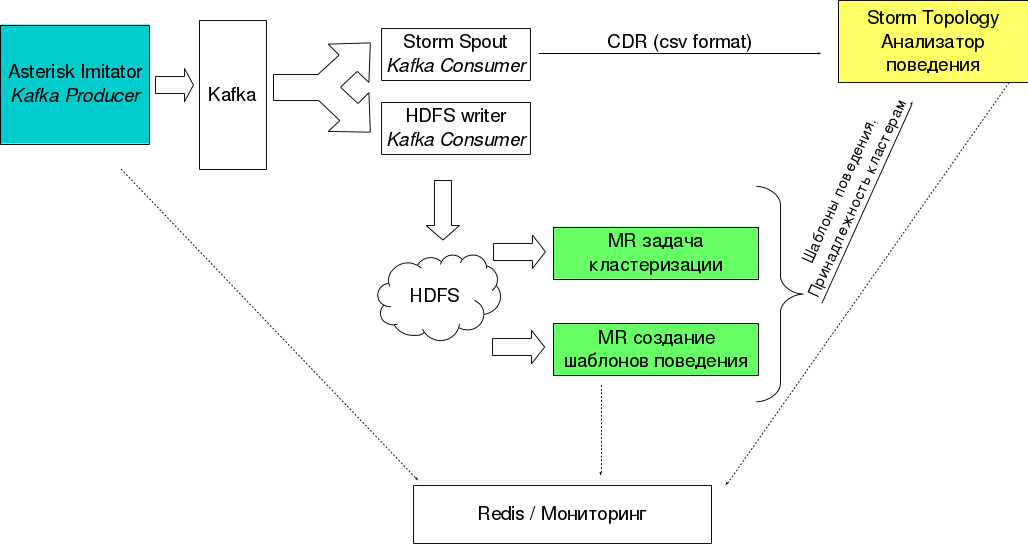 Asterisk Imitator
Kafka Producer
Kafka
Storm Spout
Kafka Consumer
HDFS writer
Kafka Consumer
CDR (csv format)
Storm Topology
Анализатор
поведения
Шаблоны поведения,
Принадлежность кластерам
HDFS
MR задача
кластеризации
MR создание
шаблонов поведения
Redis / Мониторинг